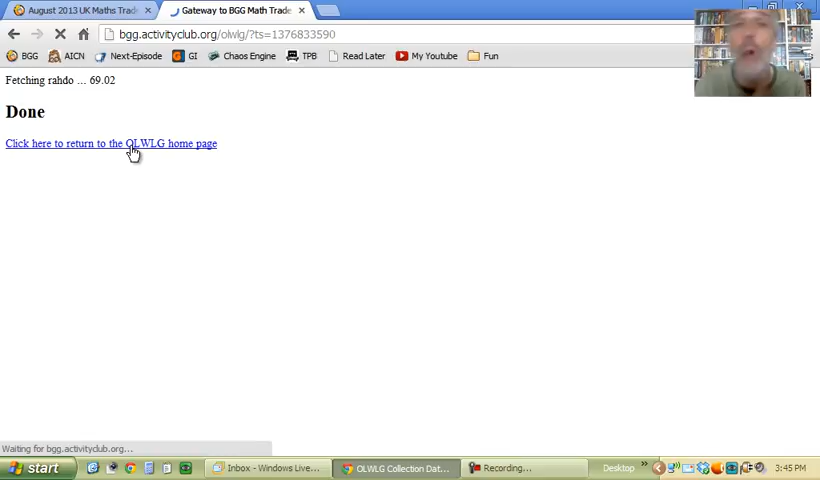 August 2013 UK Maths Trad
Gateway to BGG Math Trade
bgg.activityclub.org/olwlg/?ts=1376833590
BGG AICN Next-Episode GI Chaos Engine TPB Read Later My Youtube Fun
Fetching rahdo ... 69.02
Done
Click here to return to the OLWLG home page
Waiting for bgg.activityclub.org...
start Inbox - Windows Live... OLWLG Collection Dat... Recording... Desktop » 3:45 PM